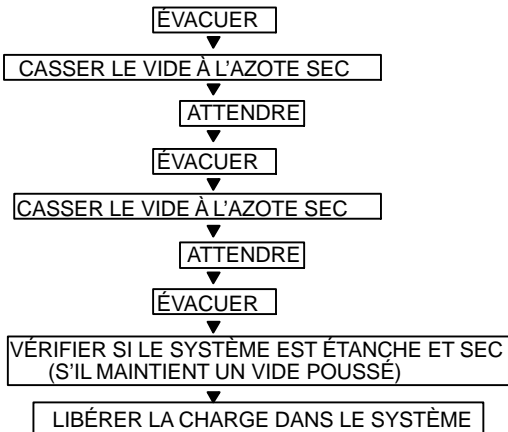 ÉVACUER
CASSER LE VIDE À L'AZOTE SEC
ATTENDRE
ÉVACUER
CASSER LE VIDE À L'AZOTE SEC
ATTENDRE
ÉVACUER
VÉRIFIER SI LE SYSTÈME EST ÉTANCHE ET SEC
(S'IL MAINTIENT UN VIDE POUSSÉ)
LIBÉRER LA CHARGE DANS LE SYSTÈME